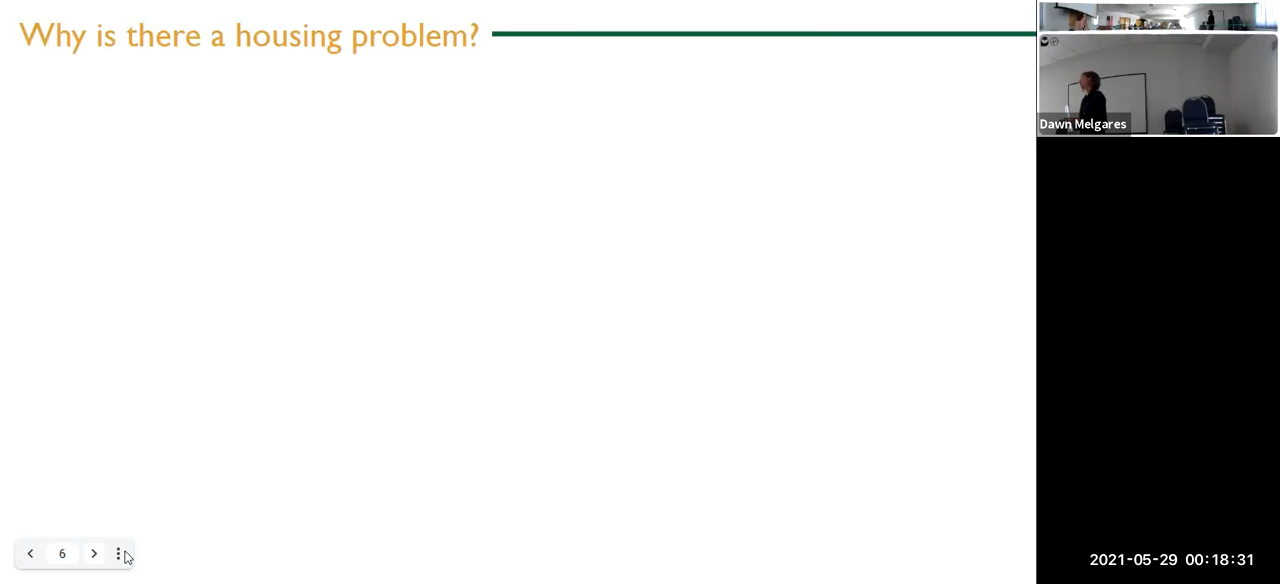 Why is there a housing problem?
Dawn Melgares
6
2021-05-29 00:18:31